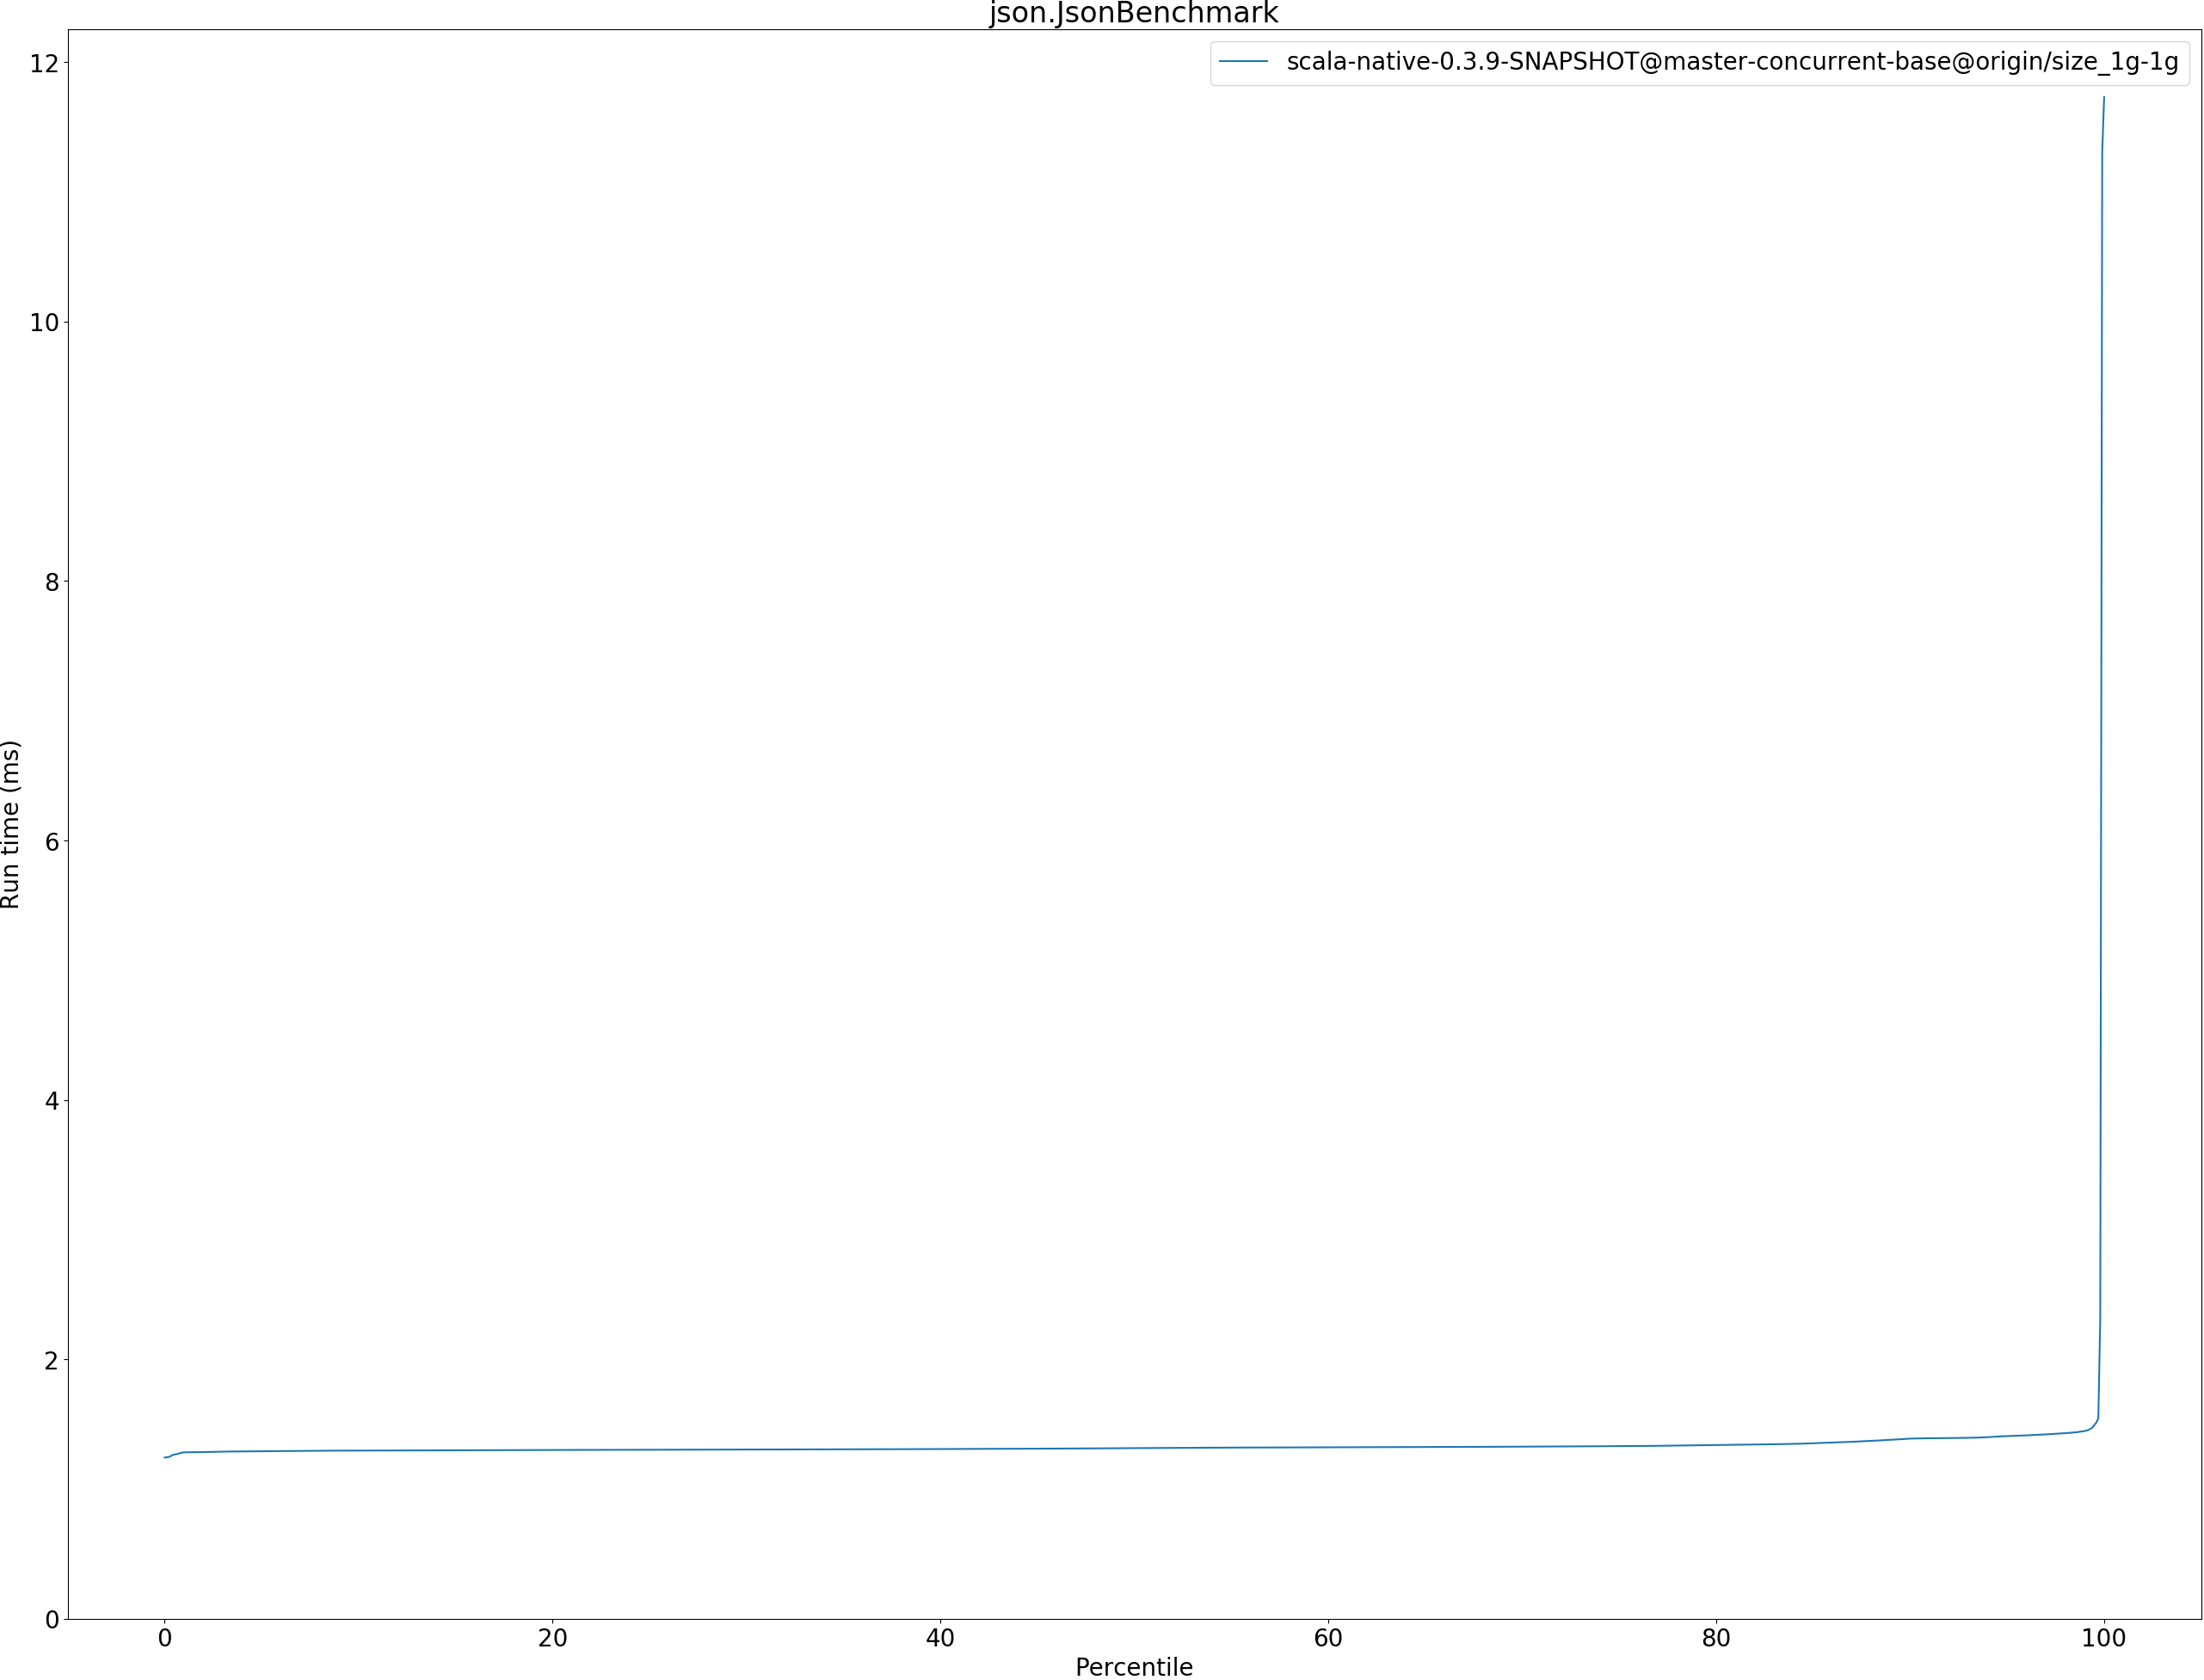 json.JsonBenchmark
scala-native-0.3.9-SNAPSHOT@master-concurrent-base@origin/size_1g-1g
12
10
8
6
4
2
0
Run time (ms)
0 20 40 60 80 100
Percentile